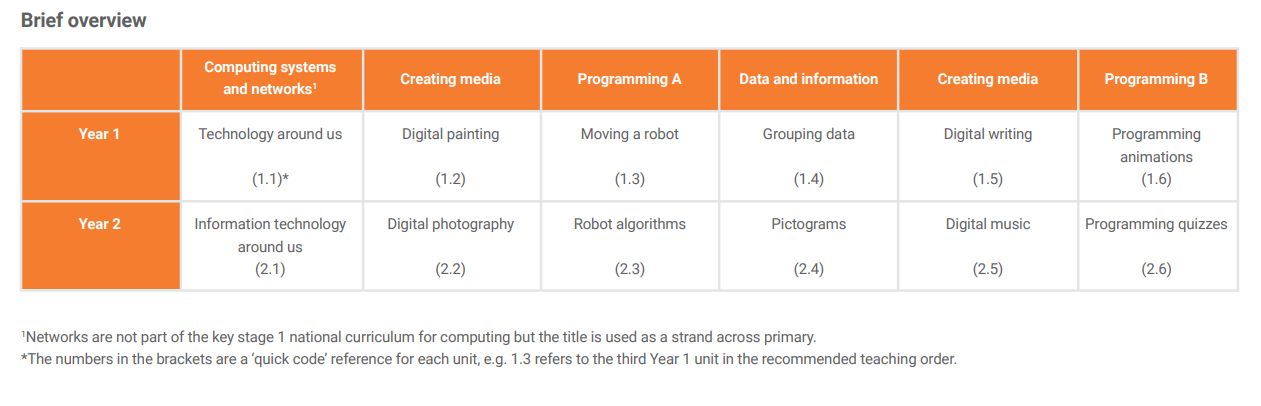 Brief overview
Computing systems and networks¹
Creating media
Programming A
Data and information
Creating media
Programming B
Year 1
Technology around us
(1.1)*
Digital painting
(1.2)
Moving a robot
(1.3)
Grouping data
(1.4)
Digital writing
(1.5)
Programming animations
(1.6)
Year 2
Information technology around us
(2.1)
Digital photography
(2.2)
Robot algorithms
(2.3)
Pictograms
(2.4)
Digital music
(2.5)
Programming quizzes
(2.6)
¹Networks are not part of the key stage 1 national curriculum for computing but the title is used as a strand across primary.
*The numbers in the brackets are a ‘quick code’ reference for each unit, e.g. 1.3 refers to the third Year 1 unit in the recommended teaching order.